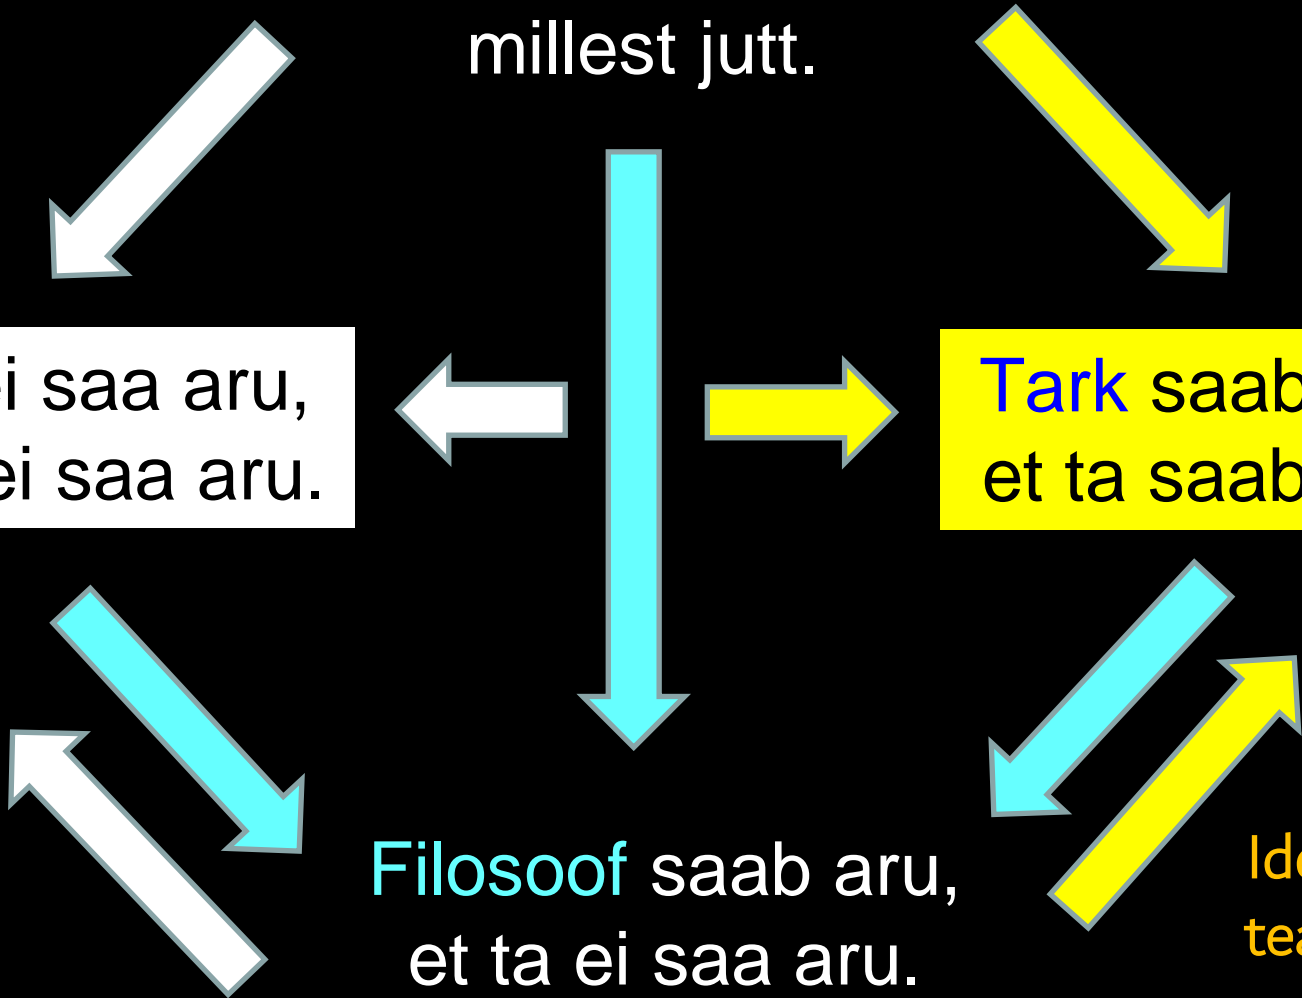 millest jutt.
ei saa aru,
ei saa aru.
Tark saab
et ta saab
Filosoof saab aru,
et ta ei saa aru.